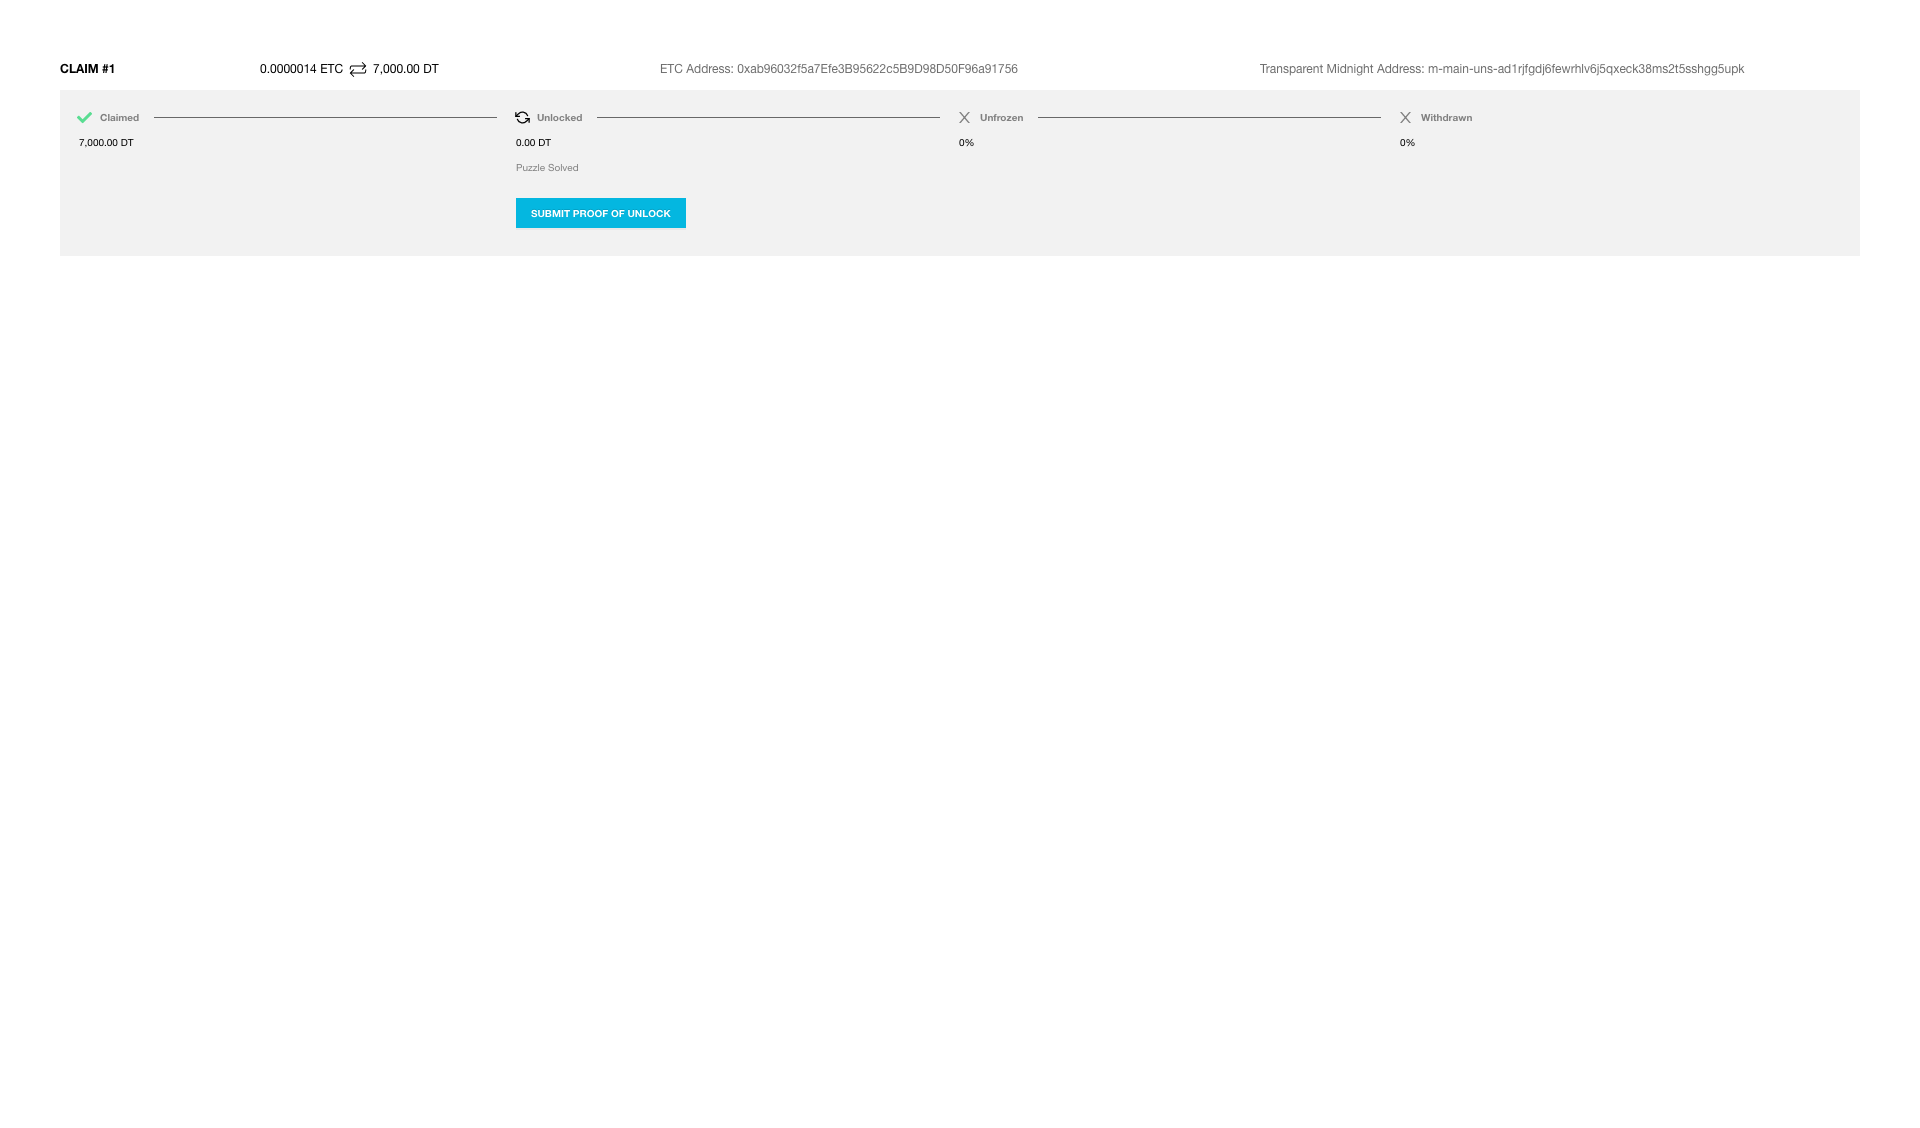 CLAIM #1 0.0000014 ETC 7,000.00 DT ETC Address: 0xab96032f5a7Efe3B95622c5B9D98D50F96a91756 Transparent Midnight Address: m-main-uns-ad1rjfgdj6fewrhlv6j5qxeck38ms2t5sshgg5upk
Claimed Unlocked Unfrozen Withdrawn
7,000.00 DT 0.00 DT 0% 0%
Puzzle Solved
SUBMIT PROOF OF UNLOCK